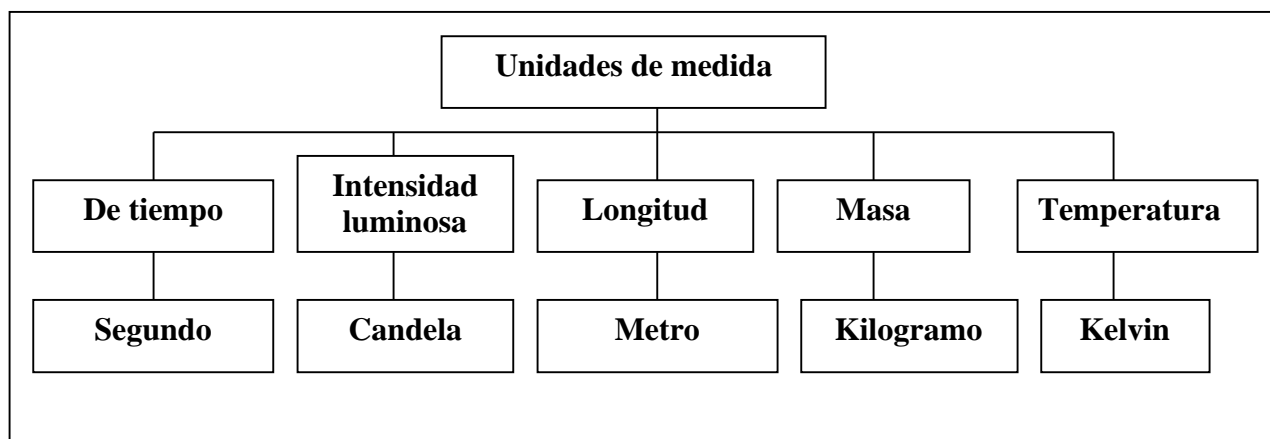 Unidades de medida
De tiempo
Intensidad
luminosa
Longitud
Masa
Temperatura
Segundo
Candela
Metro
Kilogramo
Kelvin